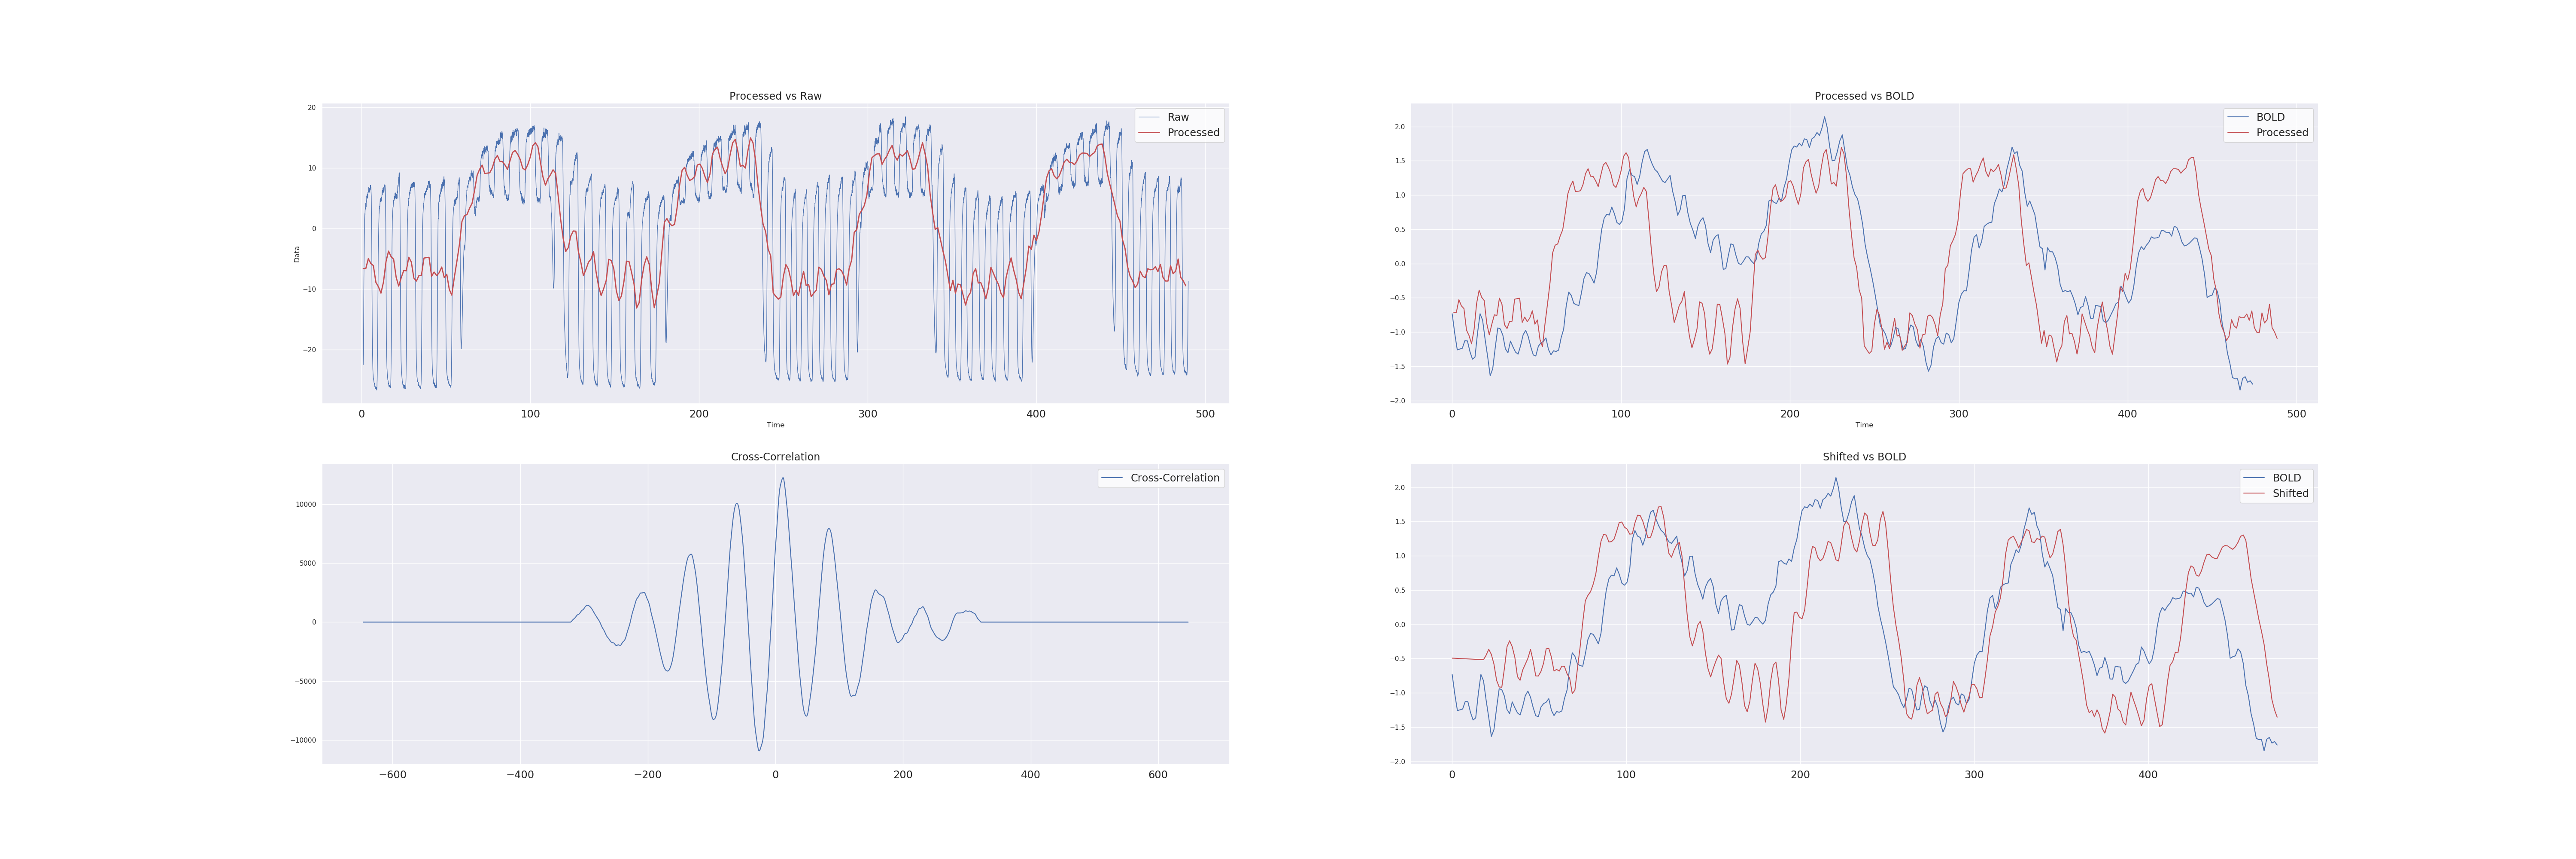 Processed vs Raw
20
10
0
−10
−20
Data
0 100 200 300 400 500
Time
Raw
Processed
Processed vs BOLD
2.0
1.5
1.0
0.5
0.0
−0.5
−1.0
−1.5
−2.0
0 100 200 300 400 500
Time
BOLD
Processed
Cross-Correlation
10000
5000
0
−5000
−10000
−600 −400 −200 0 200 400 600
Cross-Correlation
Shifted vs BOLD
2.0
1.5
1.0
0.5
0.0
−0.5
−1.0
−1.5
−2.0
0 100 200 300 400
BOLD
Shifted